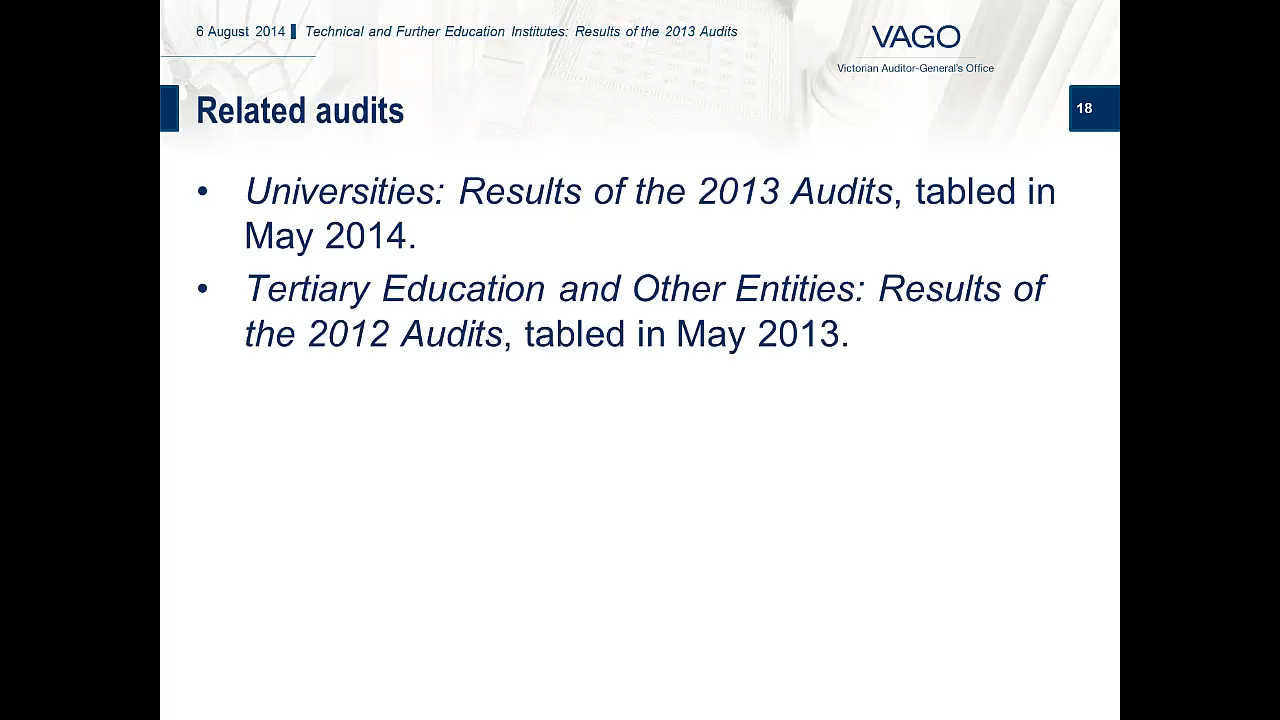 6 August 2014 Technical and Further Education Institutes: Results of the 2013 Audits
VAGO
Victorian Auditor-General's Office
Related audits
18
• Universities: Results of the 2013 Audits, tabled in
May 2014.
• Tertiary Education and Other Entities: Results of
the 2012 Audits, tabled in May 2013.